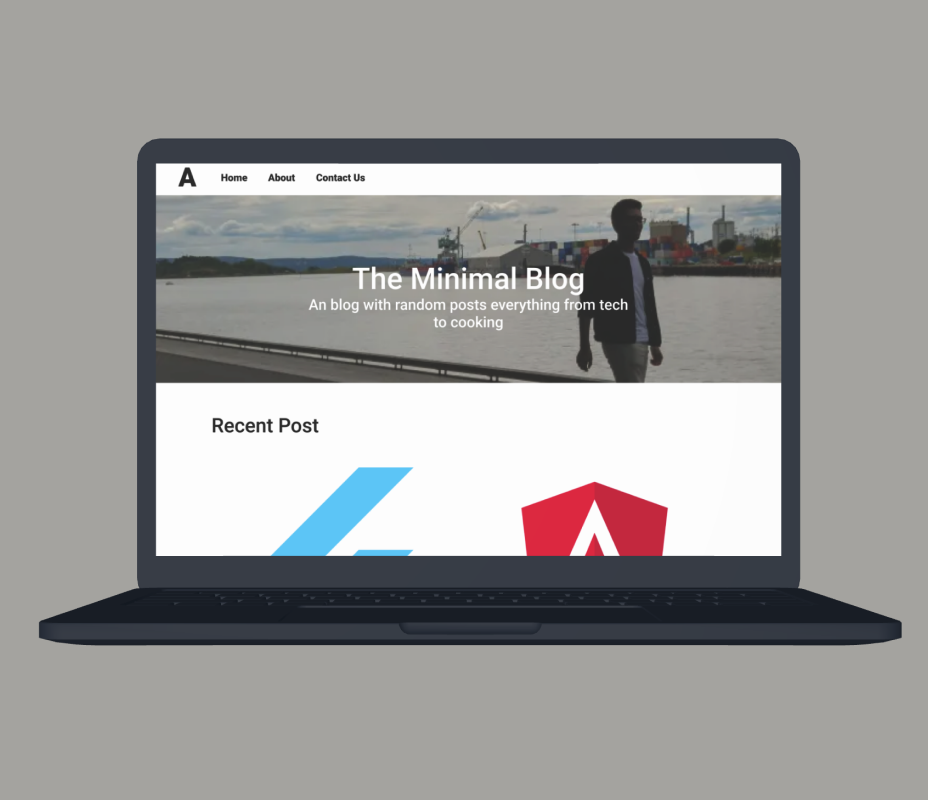 A
Home About Contact Us
The Minimal Blog
An blog with random posts everything from tech
to cooking
Recent Post